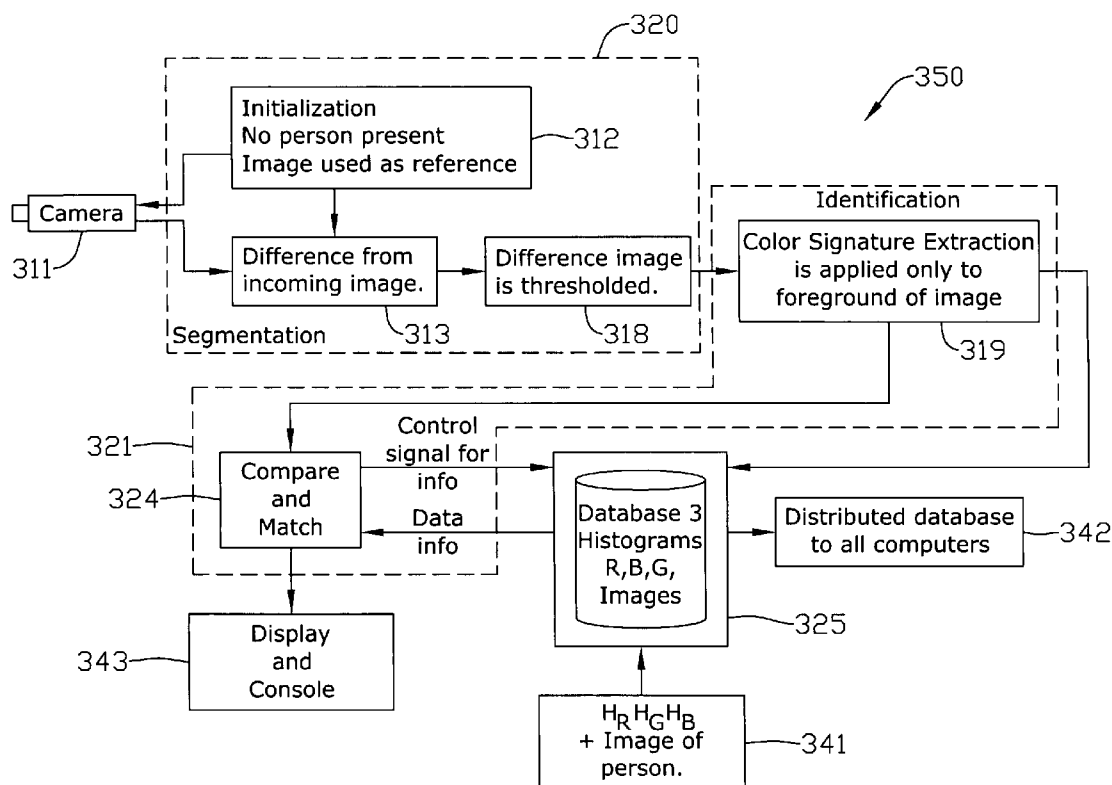 320
350
Initialization
No person present
Image used as reference
312
Camera
311
Difference from
incoming image.
313
Difference image
is thresholded.
318
Segmentation
Identification
Color Signature Extraction
is applied only to
foreground of image
319
321
Control
signal for
info
Compare
and
Match
324
Data
info
Database 3
Histograms
R,B,G,
Images
325
Distributed database
to all computers
342
Display
and
Console
343
HRHGHB
+ Image of
person.
341